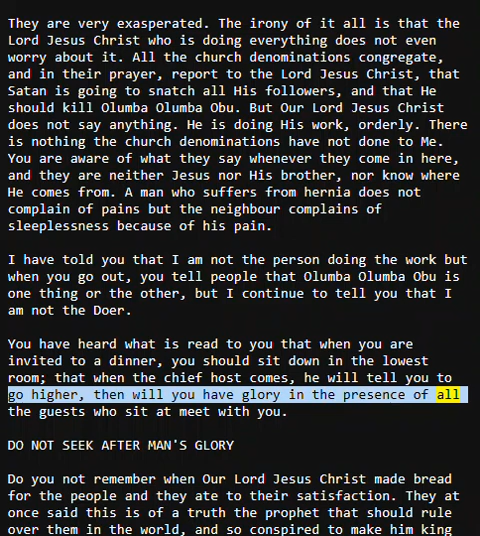 They are very exasperated. The irony of it all is that the
Lord Jesus Christ who is doing everything does not even
worry about it. All the church denominations congregate,
and in their prayer, report to the Lord Jesus Christ, that
Satan is going to snatch all His followers, and that He
should kill Olumba Olumba Obu. But Our Lord Jesus Christ
does not say anything. He is doing His work, orderly. There
is nothing the church denominations have not done to Me.
You are aware of what they say whenever they come in here,
and they are neither Jesus nor His brother, nor know where
He comes from. A man who suffers from hernia does not
complain of pains but the neighbour complains of
sleeplessness because of his pain.

I have told you that I am not the person doing the work but
when you go out, you tell people that Olumba Olumba Obu is
one thing or the other, but I continue to tell you that I
am not the Doer.

You have heard what is read to you that when you are
invited to a dinner, you should sit down in the lowest
room; that when the chief host comes, he will tell you to
go higher, then will you have glory in the presence of all
the guests who sit at meet with you.

DO NOT SEEK AFTER MAN'S GLORY

Do you not remember when Our Lord Jesus Christ made bread
for the people and they ate to their satisfaction. They at
once said this is of a truth the prophet that should rule
over them in the world, and so conspired to make him king